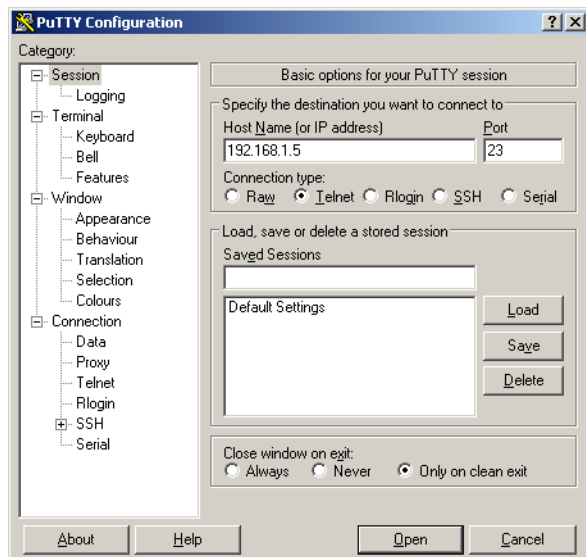 PuTTY Configuration
Category:
Session
Logging
Terminal
Keyboard
Bell
Features
Window
Appearance
Behaviour
Translation
Selection
Colours
Connection
Data
Proxy
Telnet
Rlogin
SSH
Serial
Basic options for your PuTTY session
Specify the destination you want to connect to
Host Name (or IP address) Port
192.168.1.5 23
Connection type:
Raw Telnet Rlogin SSH Serial
Load, save or delete a stored session
Saved Sessions
Default Settings
Load
Save
Delete
Close window on exit:
Always Never Only on clean exit
About Help Open Cancel